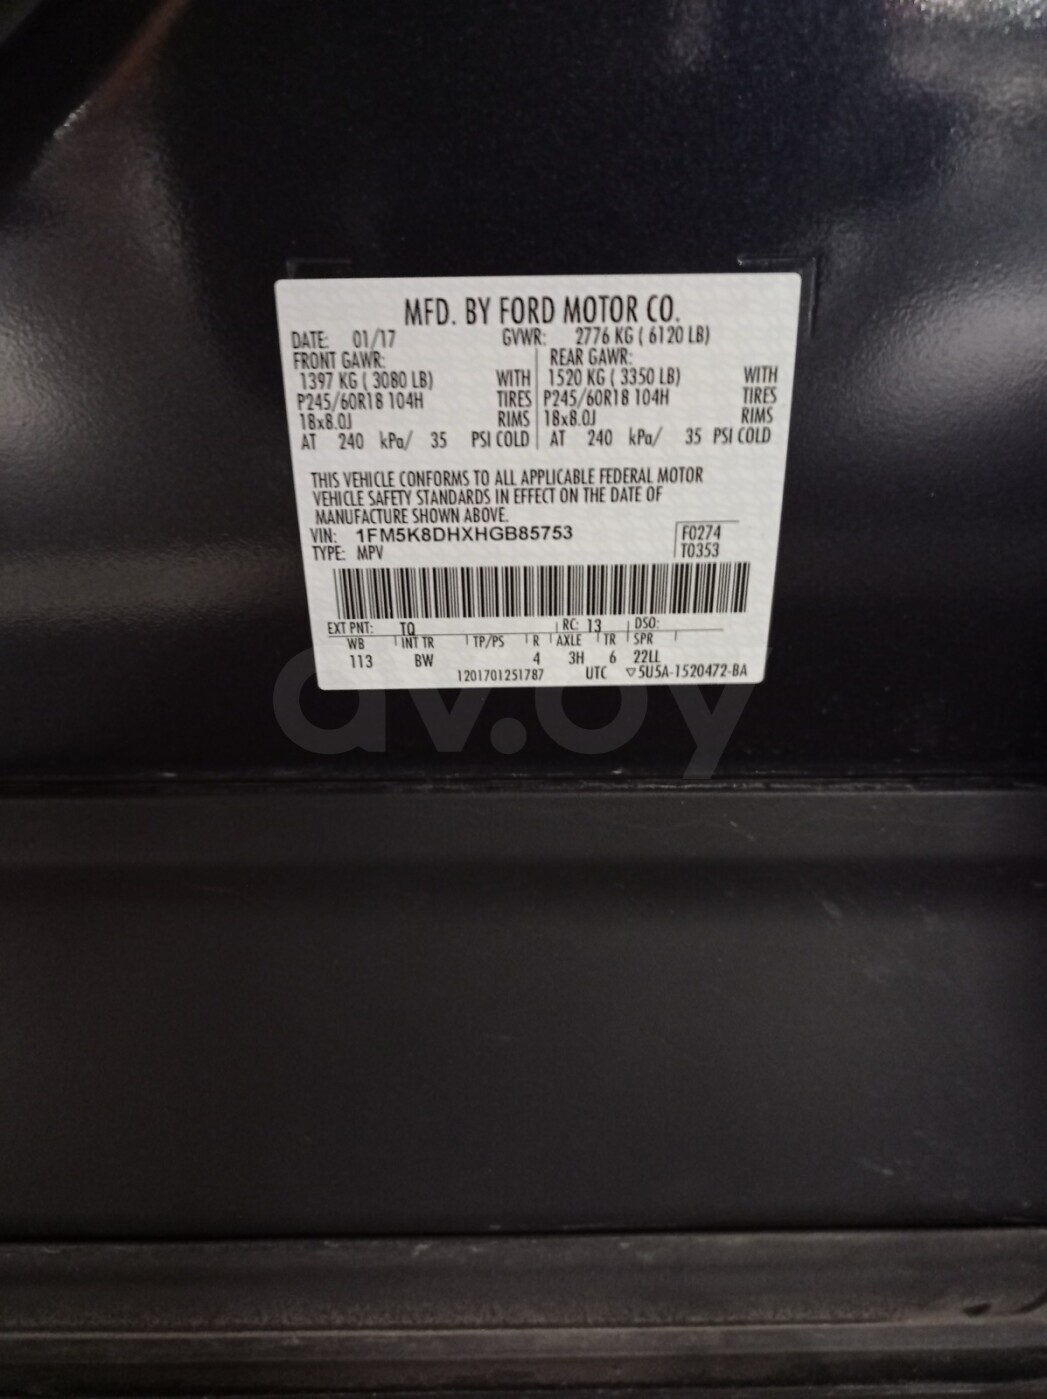 MFD. BY FORD MOTOR CO.
DATE: 01/17 GVWR: 2776 KG ( 6120 LB)
FRONT GAWR: REAR GAWR:
1397 KG ( 3080 LB) WITH 1520 KG ( 3350 LB) WITH
P245/60R18 104H TIRES P245/60R18 104H TIRES
18x8.0J RIMS 18x8.0J RIMS
AT 240 kPa/ 35 PSI COLD AT 240 kPa/ 35 PSI COLD
THIS VEHICLE CONFORMS TO ALL APPLICABLE FEDERAL MOTOR
VEHICLE SAFETY STANDARDS IN EFFECT ON THE DATE OF
MANUFACTURE SHOWN ABOVE.
VIN: 1FM5K8DHXHGB85753 F0274
TYPE: MPV T0353
EXT PNT: TQ RC: 13 DSO:
WB INT TR TP/PS R AXLE TR SPR
113 BW 4 3H 6 22LL
1201701251787 UTC ▽5U5A-1520472-BA
av.by